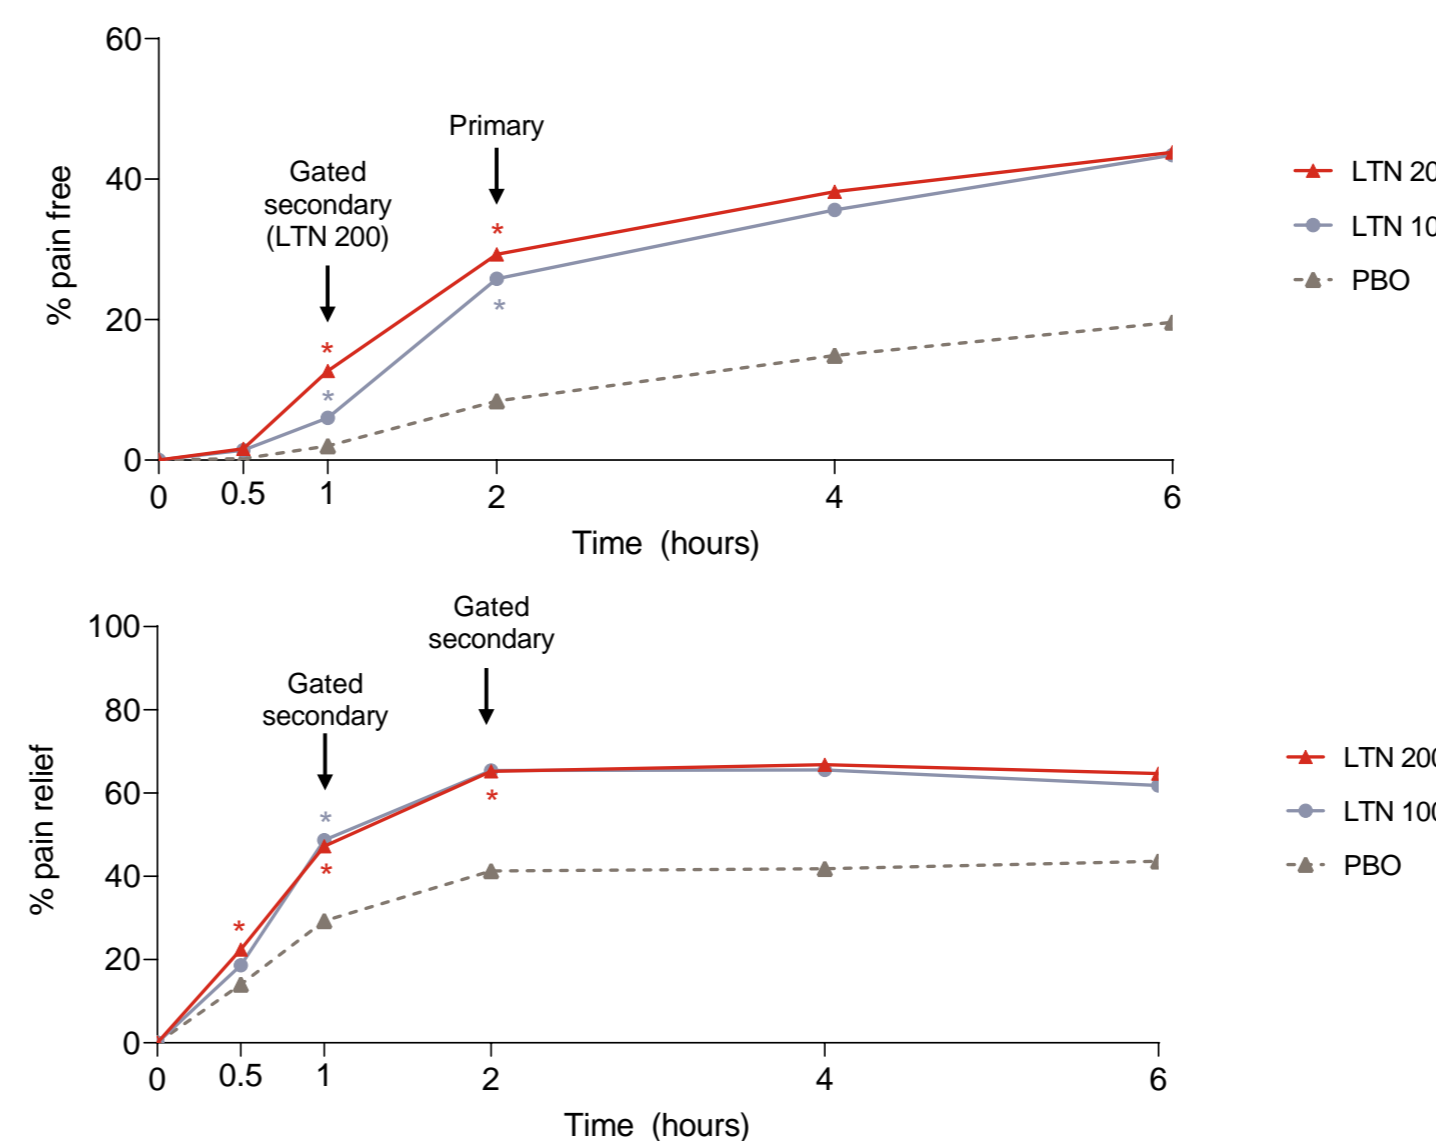 60
40
20
0
% pain free
Gated
secondary
(LTN 200)
Primary
*
*
*
*
0 0.5 1 2 4 6
Time (hours)
LTN 20
LTN 10
PBO
100
80
60
40
20
0
% pain relief
Gated
secondary
Gated
secondary
*
*
*
*
0 0.5 1 2 4 6
Time (hours)
LTN 200
LTN 100
PBO